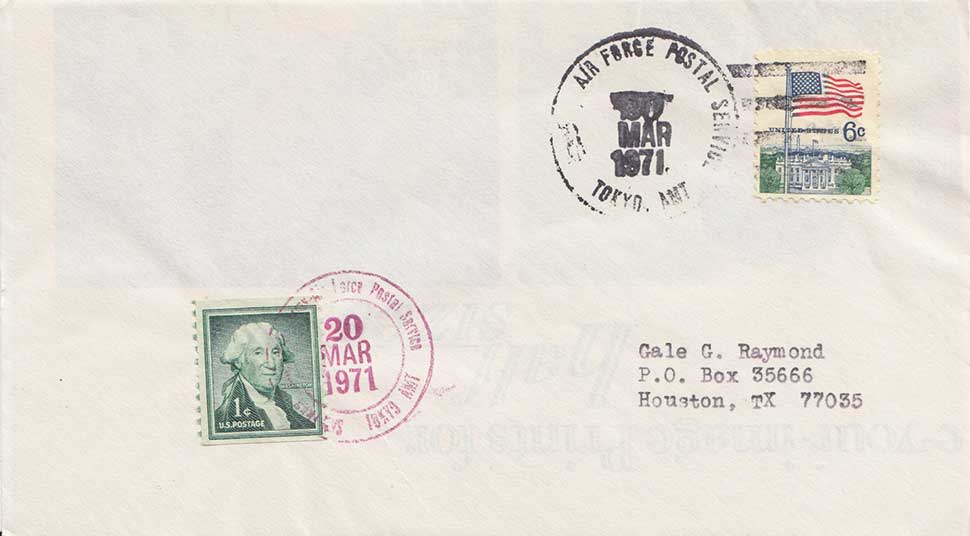 AIR FORCE POSTAL SERVICE
MAR
1971
TOKYO, AMT
UNITED STATES 6c
Air Force Postal Service
20
MAR
1971
TOKYO AMT
WASHINGTON
1¢
U.S. POSTAGE
Gale G. Raymond
P.O. Box 35666
Houston, TX 77035